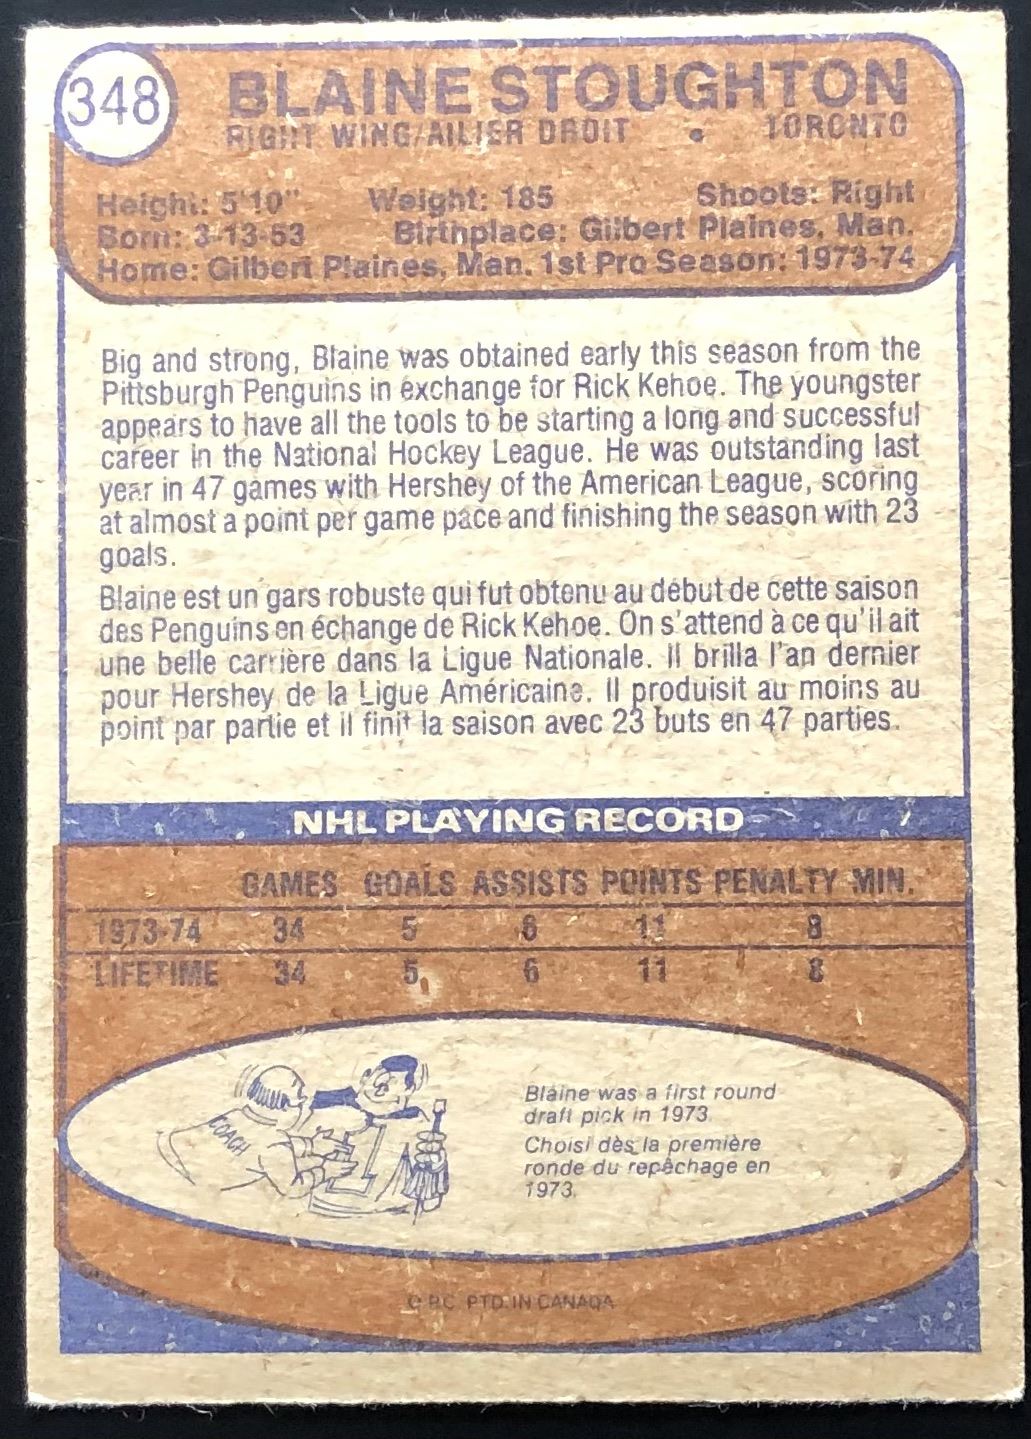 348
BLAINE STOUGHTON
RIGHT WING/AILIER DROIT • TORONTO
Height: 5'10" Weight: 185 Shoots: Right
Born: 3-13-53 Birthplace: Gilbert Plaines, Man.
Home: Gilbert Plaines, Man. 1st Pro Season: 1973-74
Big and strong, Blaine was obtained early this season from the
Pittsburgh Penguins in exchange for Rick Kehoe. The youngster
appears to have all the tools to be starting a long and successful
career in the National Hockey League. He was outstanding last
year in 47 games with Hershey of the American League, scoring
at almost a point per game pace and finishing the season with 23
goals.
Blaine est un gars robuste qui fut obtenu au début de cette saison
des Penguins en échange de Rick Kehoe. On s'attend à ce qu'il ait
une belle carrière dans la Ligue Nationale. Il brilla l'an dernier
pour Hershey de la Ligue Américaine. Il produisit au moins au
point par partie et il finit la saison avec 23 buts en 47 parties.
NHL PLAYING RECORD
GAMES GOALS ASSISTS POINTS PENALTY MIN.
1973-74 34 5 6 11 8
LIFETIME 34 5 6 11 8
COACH
Blaine was a first round
draft pick in 1973.
Choisi dès la première
ronde du repêchage en
1973.
PTD. IN CANADA